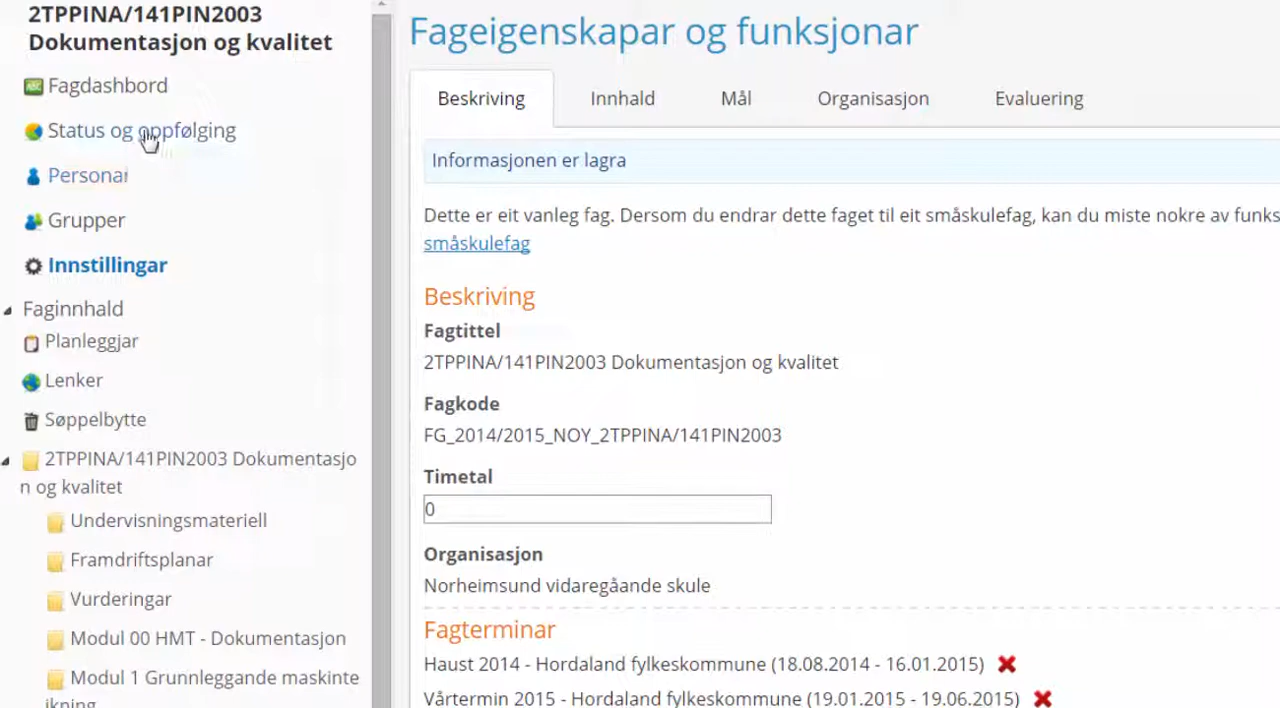 2TPPINA/141PIN2003
Dokumentasjon og kvalitet
Fagdashbord
Status og oppfølging
Personar
Grupper
Innstillingar
Faginnhald
Planleggjar
Lenker
Søppelbytte
2TPPINA/141PIN2003 Dokumentasjo
n og kvalitet
Undervisningsmateriell
Framdriftsplanar
Vurderingar
Modul 00 HMT - Dokumentasjon
Modul 1 Grunnleggande maskinte
ikning
Fageigenskapar og funksjonar
Beskriving
Innhald
Mål
Organisasjon
Evaluering
Informasjonen er lagra
Dette er eit vanleg fag. Dersom du endrar dette faget til eit småskulefag, kan du miste nokre av funks
småskulefag
Beskriving
Fagtittel
2TPPINA/141PIN2003 Dokumentasjon og kvalitet
Fagkode
FG_2014/2015_NOY_2TPPINA/141PIN2003
Timetal
0
Organisasjon
Norheimsund vidaregåande skule
Fagterminar
Haust 2014 - Hordaland fylkeskommune (18.08.2014 - 16.01.2015)
Vårtermin 2015 - Hordaland fylkeskommune (19.01.2015 - 19.06.2015)